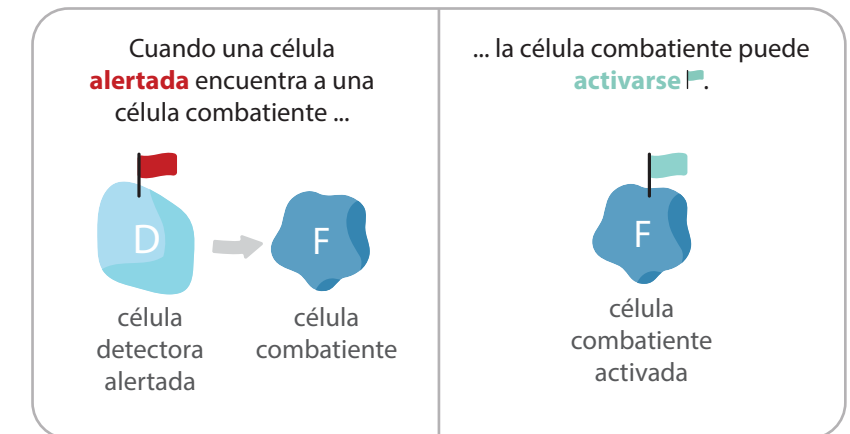 Cuando una célula
alertada encuentra a una
célula combatiente ...
D
F
célula
detectora
alertada
célula
combatiente
... la célula combatiente puede
activarse .
F
célula
combatiente
activada